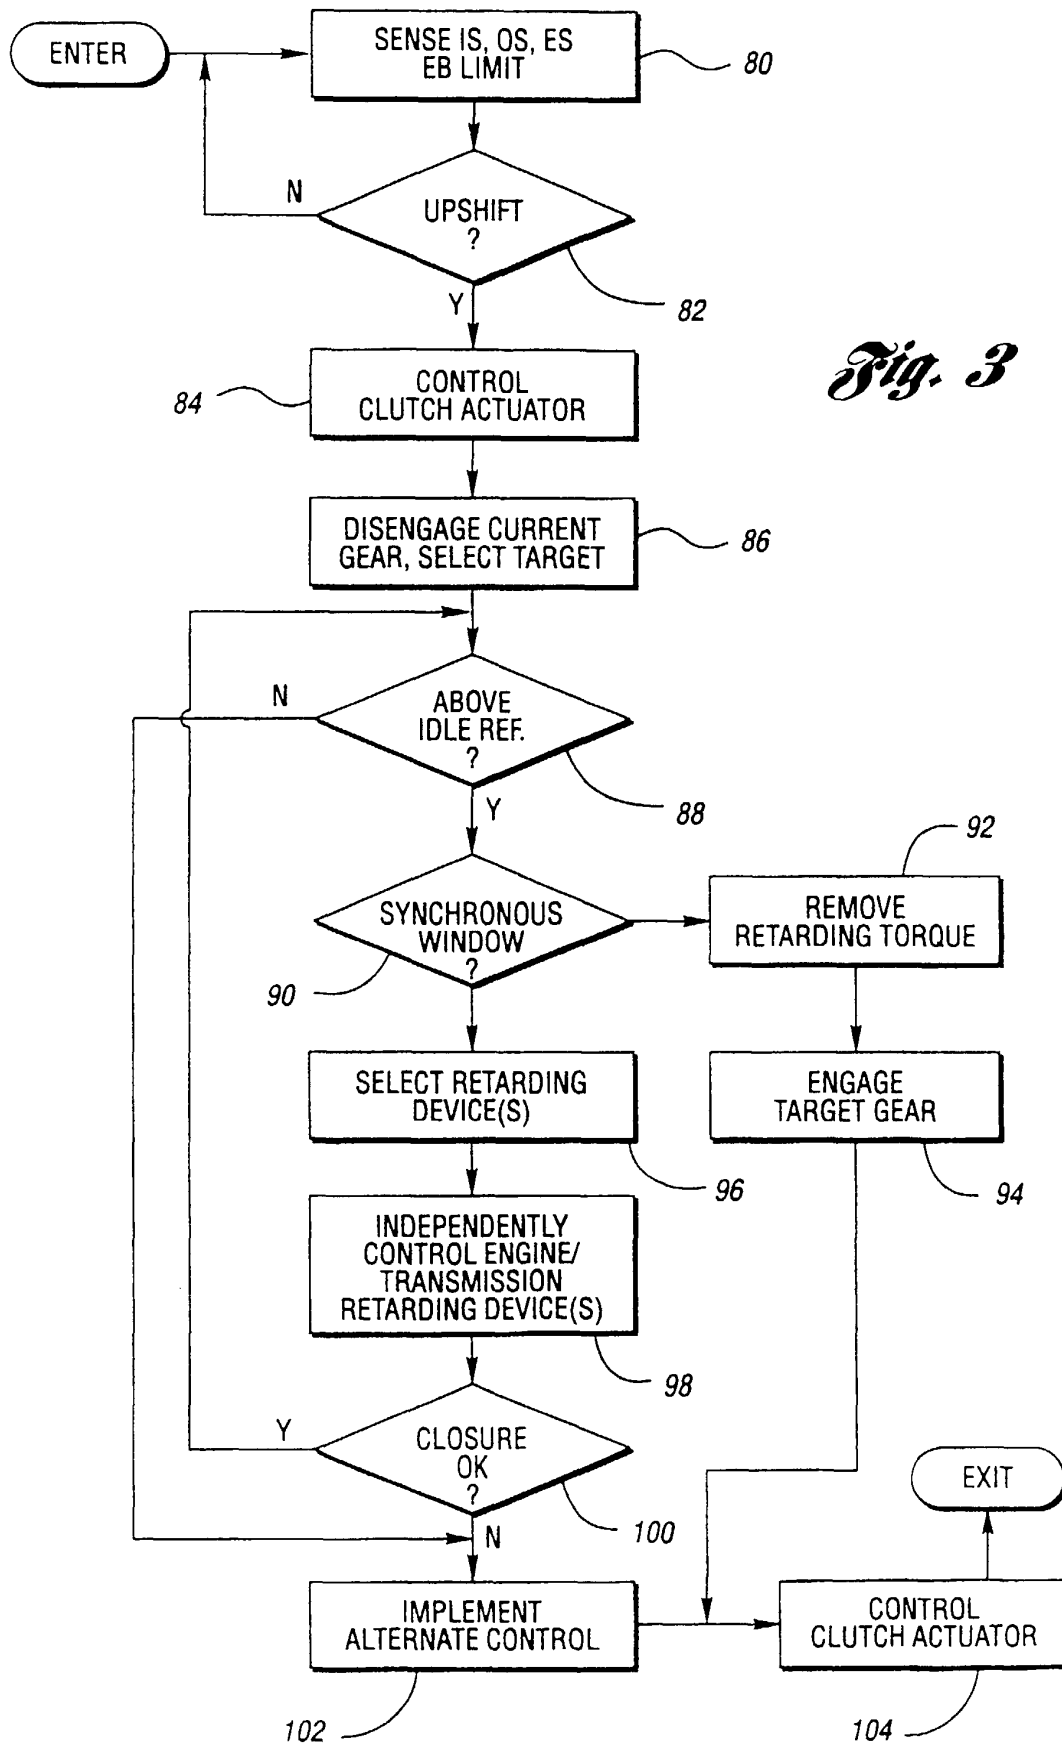 ENTER
SENSE IS, OS, ES
EB LIMIT
80
N
UPSHIFT
?
82
Y
Fig. 3
CONTROL
CLUTCH ACTUATOR
84
DISENGAGE CURRENT
GEAR, SELECT TARGET
86
N
ABOVE
IDLE REF.
?
88
Y
SYNCHRONOUS
WINDOW
?
90
92
REMOVE
RETARDING TORQUE
SELECT RETARDING
DEVICE(S)
96
ENGAGE
TARGET GEAR
94
INDEPENDENTLY
CONTROL ENGINE/
TRANSMISSION
RETARDING DEVICE(S)
98
Y
CLOSURE
OK
?
100
N
EXIT
IMPLEMENT
ALTERNATE CONTROL
102
CONTROL
CLUTCH ACTUATOR
104